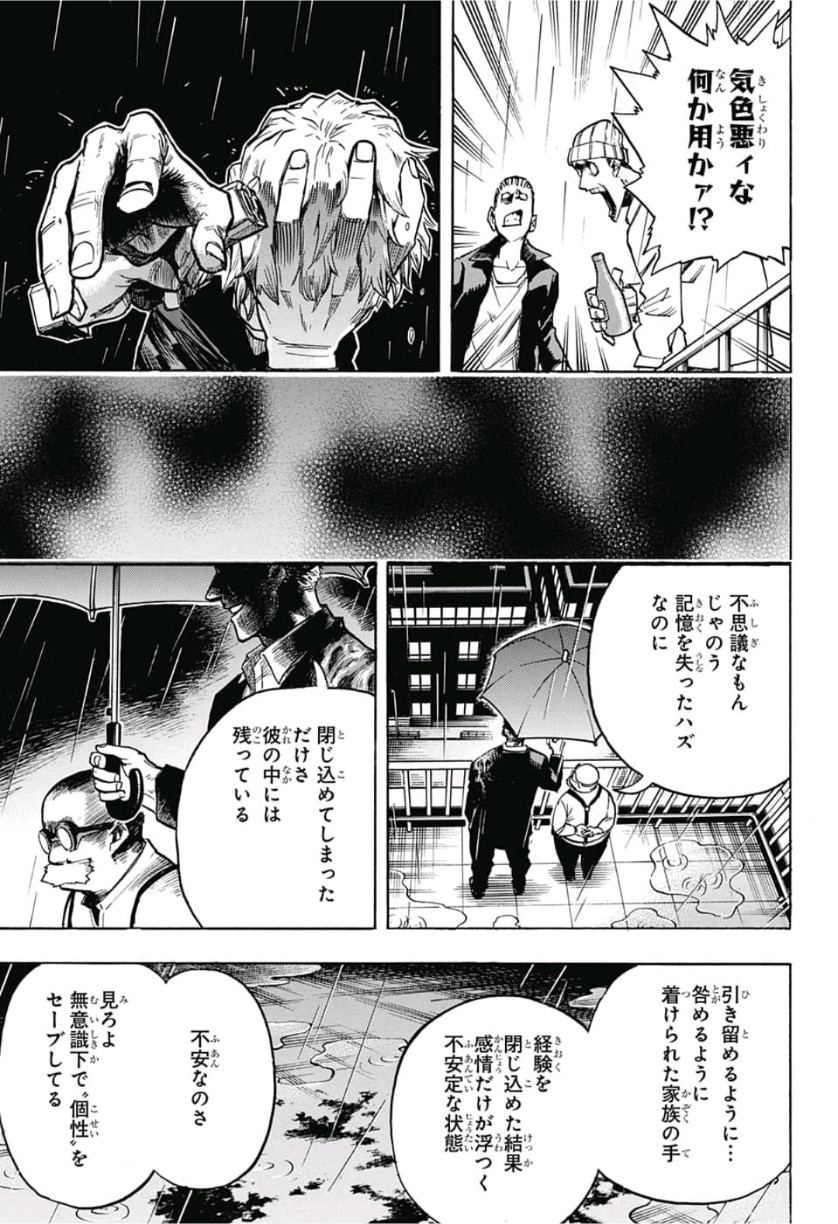 気色悪ィな
何か用かァ!?
不思議なもん
じゃのう
記憶を失ったハズ
なのに
閉じ込めてしまった
だけさ
彼の中には
残っている
引き留めるように…
咎めるように
着けられた家族の手
経験を
閉じ込めた結果
感情だけが浮つく
不安定な状態
不安なのさ
見ろよ
無意識下で〝個性〟を
セーブしてる